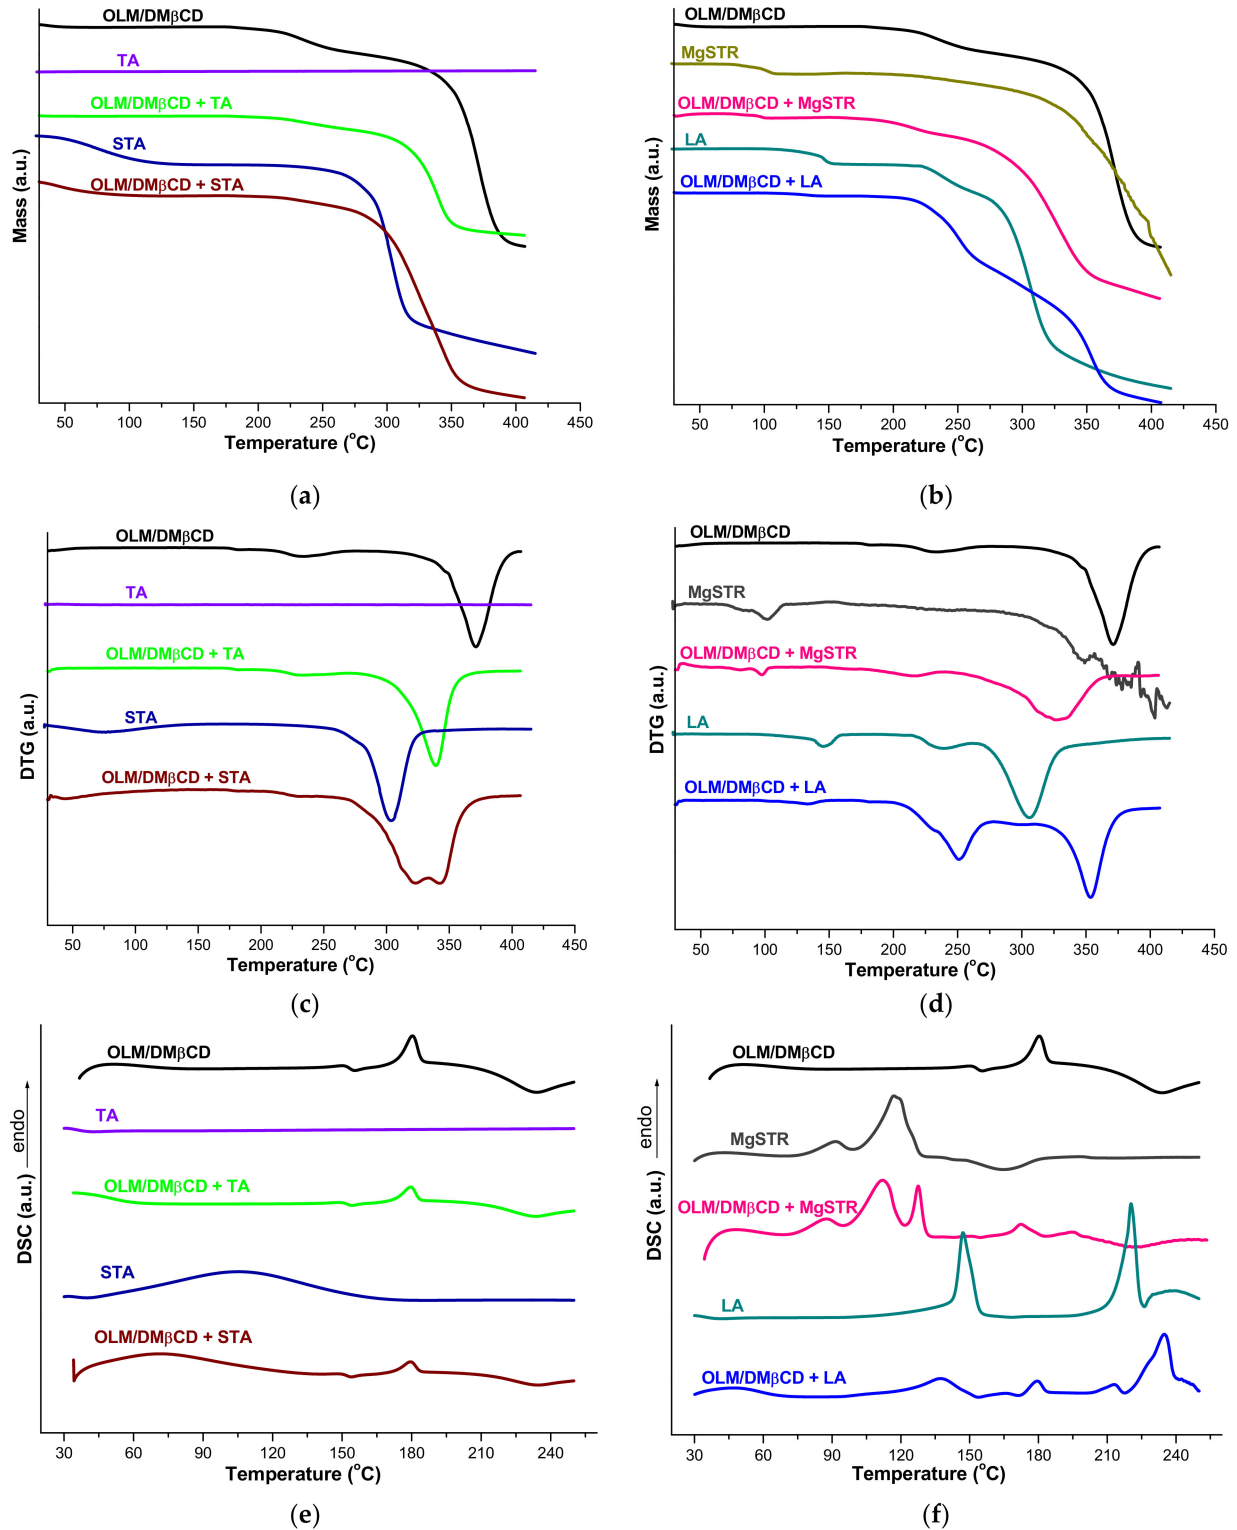 OLM/DMβCD
TA
OLM/DMβCD + TA
STA
OLM/DMβCD + STA
Mass (a.u.)
50 100 150 200 250 300 350 400 450
Temperature (°C)
(a)
OLM/DMβCD
MgSTR
OLM/DMβCD + MgSTR
LA
OLM/DMβCD + LA
Mass (a.u.)
50 100 150 200 250 300 350 400 450
Temperature (°C)
(b)
OLM/DMβCD
TA
OLM/DMβCD + TA
STA
OLM/DMβCD + STA
DTG (a.u.)
50 100 150 200 250 300 350 400 450
Temperature (°C)
(c)
OLM/DMβCD
MgSTR
OLM/DMβCD + MgSTR
LA
OLM/DMβCD + LA
DTG (a.u.)
50 100 150 200 250 300 350 400 450
Temperature (°C)
(d)
OLM/DMβCD
TA
OLM/DMβCD + TA
STA
OLM/DMβCD + STA
DSC (a.u.) endo
30 60 90 120 150 180 210 240
Temperature (°C)
(e)
OLM/DMβCD
MgSTR
OLM/DMβCD + MgSTR
LA
OLM/DMβCD + LA
DSC (a.u.) endo
30 60 90 120 150 180 210 240
Temperature (°C)
(f)